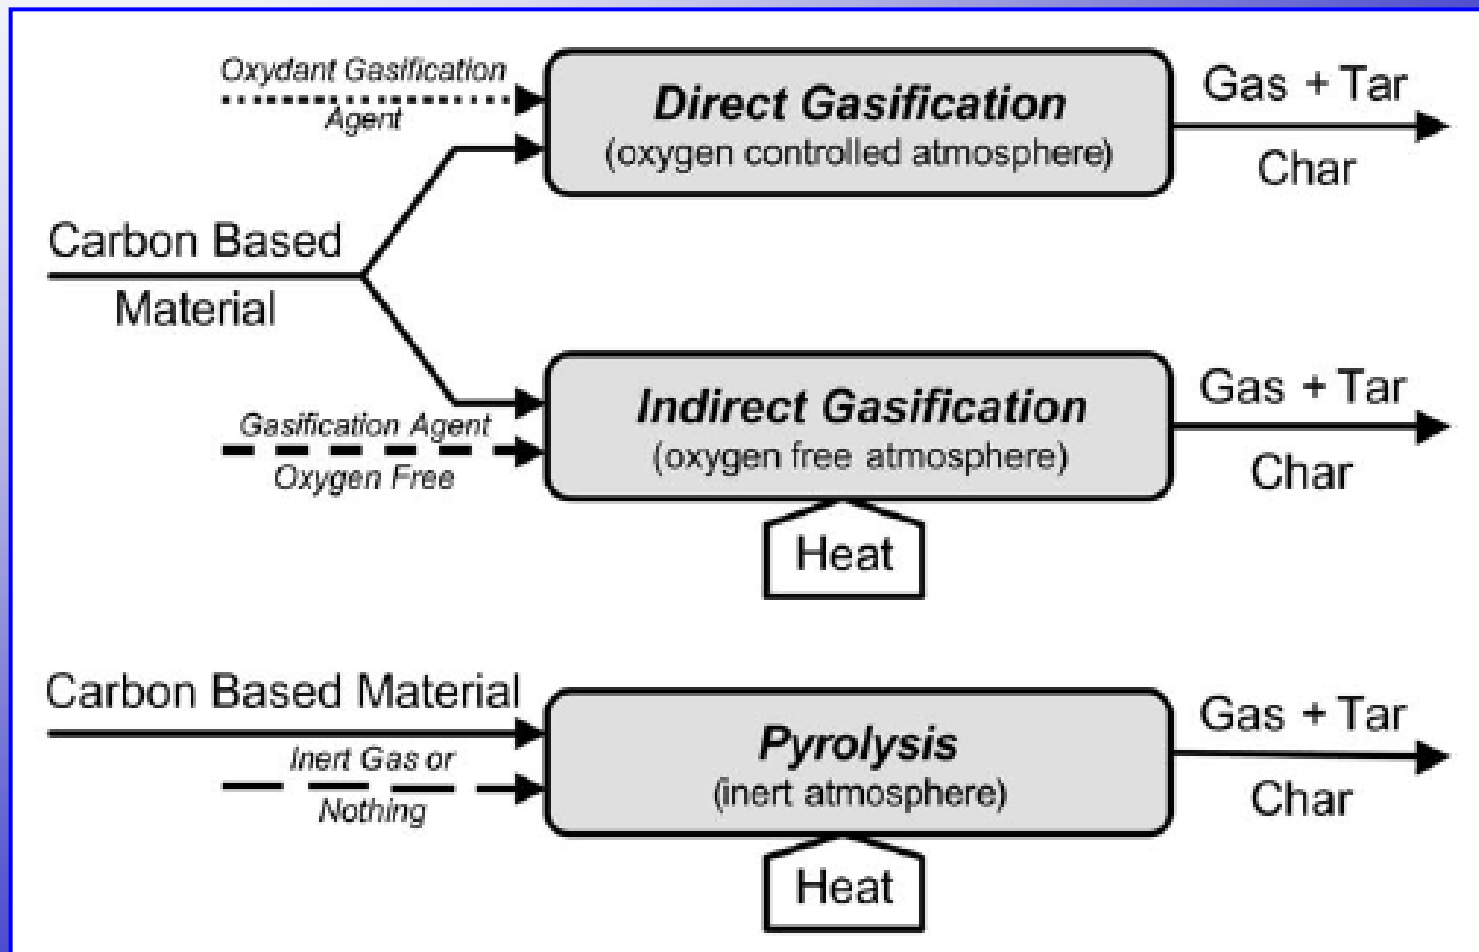 Oxydant Gasification
Agent
Direct Gasification
(oxygen controlled atmosphere)
Gas + Tar
Char
Carbon Based
Material
Gasification Agent
Oxygen Free
Indirect Gasification
(oxygen free atmosphere)
Gas + Tar
Char
Heat
Carbon Based Material
Inert Gas or
Nothing
Pyrolysis
(inert atmosphere)
Gas + Tar
Char
Heat